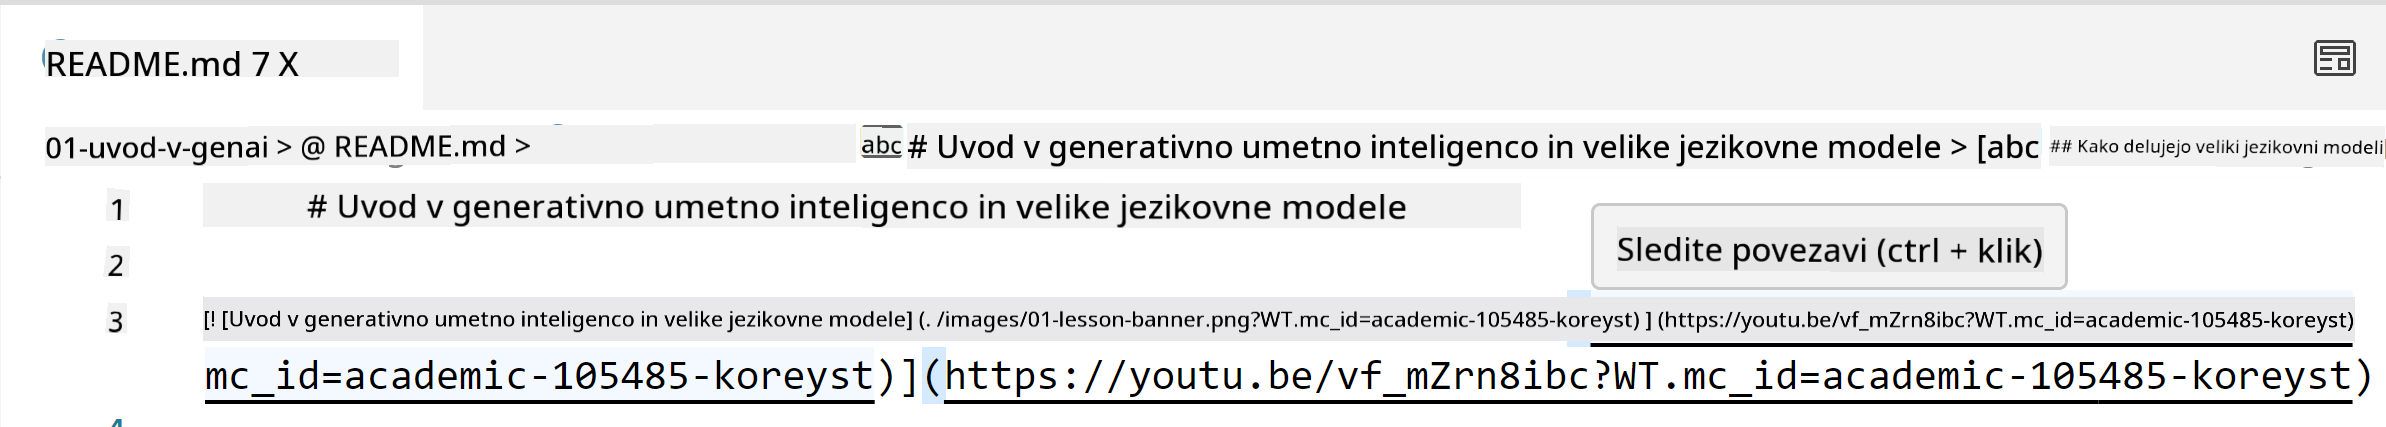 README.md 7 X
01-uvod-v-genai > @ README.md > abc # Uvod v generativno umetno inteligenco in velike jezikovne modele > [abc ## Kako delujejo veliki jezikovni modeli
1 # Uvod v generativno umetno inteligenco in velike jezikovne modele
Sledite povezavi (ctrl + klik)
2
3 [! [Uvod v generativno umetno inteligenco in velike jezikovne modele] (. /images/01-lesson-banner.png?WT.mc_id=academic-105485-koreyst) ] (https://youtu.be/vf_mZrn8ibc?WT.mc_id=academic-105485-koreyst)
mc_id=academic-105485-koreyst)](https://youtu.be/vf_mZrn8ibc?WT.mc_id=academic-105485-koreyst)